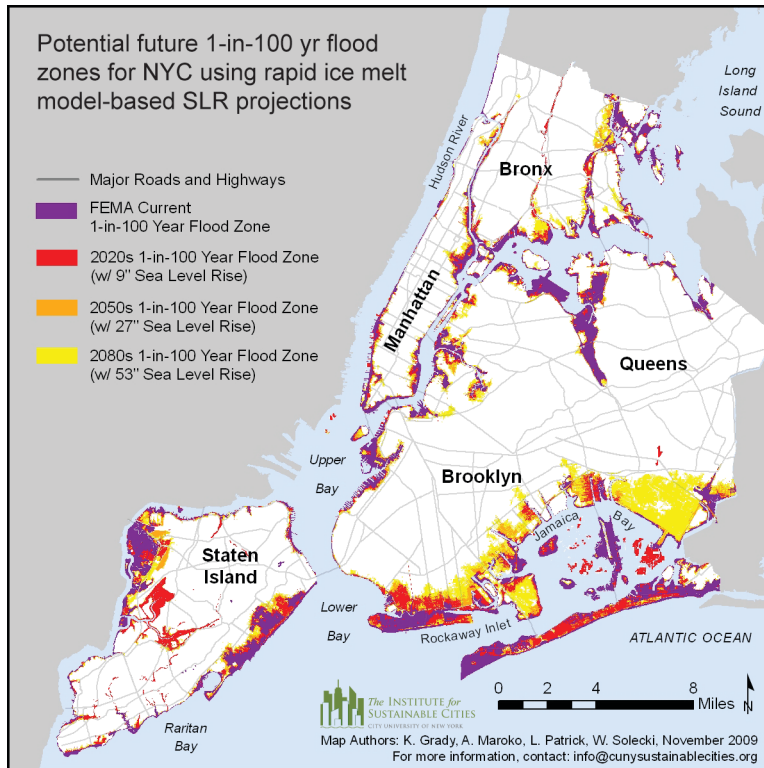 Potential future 1-in-100 yr flood
zones for NYC using rapid ice melt
model-based SLR projections
Major Roads and Highways
FEMA Current
1-in-100 Year Flood Zone
2020s 1-in-100 Year Flood Zone
(w/ 9" Sea Level Rise)
2050s 1-in-100 Year Flood Zone
(w/ 27" Sea Level Rise)
2080s 1-in-100 Year Flood Zone
(w/ 53" Sea Level Rise)
Long
Island
Sound
Hudson River
Bronx
Manhattan
Queens
Upper
Bay
Brooklyn
Jamaica
Bay
Staten
Island
Lower
Bay
Rockaway Inlet
ATLANTIC OCEAN
Raritan
Bay
The INSTITUTE for
SUSTAINABLE CITIES
CITY UNIVERSITY OF NEW YORK
0 2 4 8
Miles
N
Map Authors: K. Grady, A. Maroko, L. Patrick, W. Solecki, November 2009
For more information, contact: info@cunysustainablecities.org